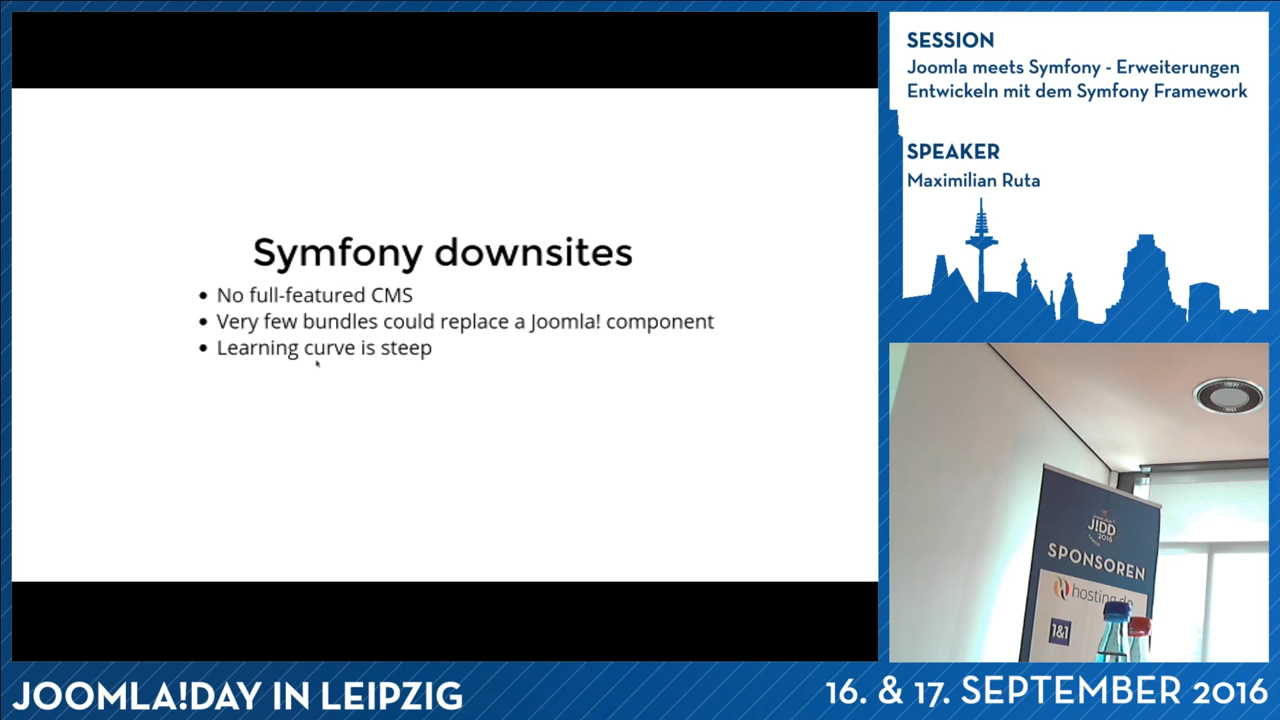 Symfony downsites
No full-featured CMS
Very few bundles could replace a Joomla! component
Learning curve is steep
SESSION
Joomla meets Symfony - Erweiterungen
Entwickeln mit dem Symfony Framework
SPEAKER
Maximilian Ruta
J!DD
2016
SPONSOREN
hosting.de
1&1
JOOMLA!DAY IN LEIPZIG
16. & 17. SEPTEMBER 2016